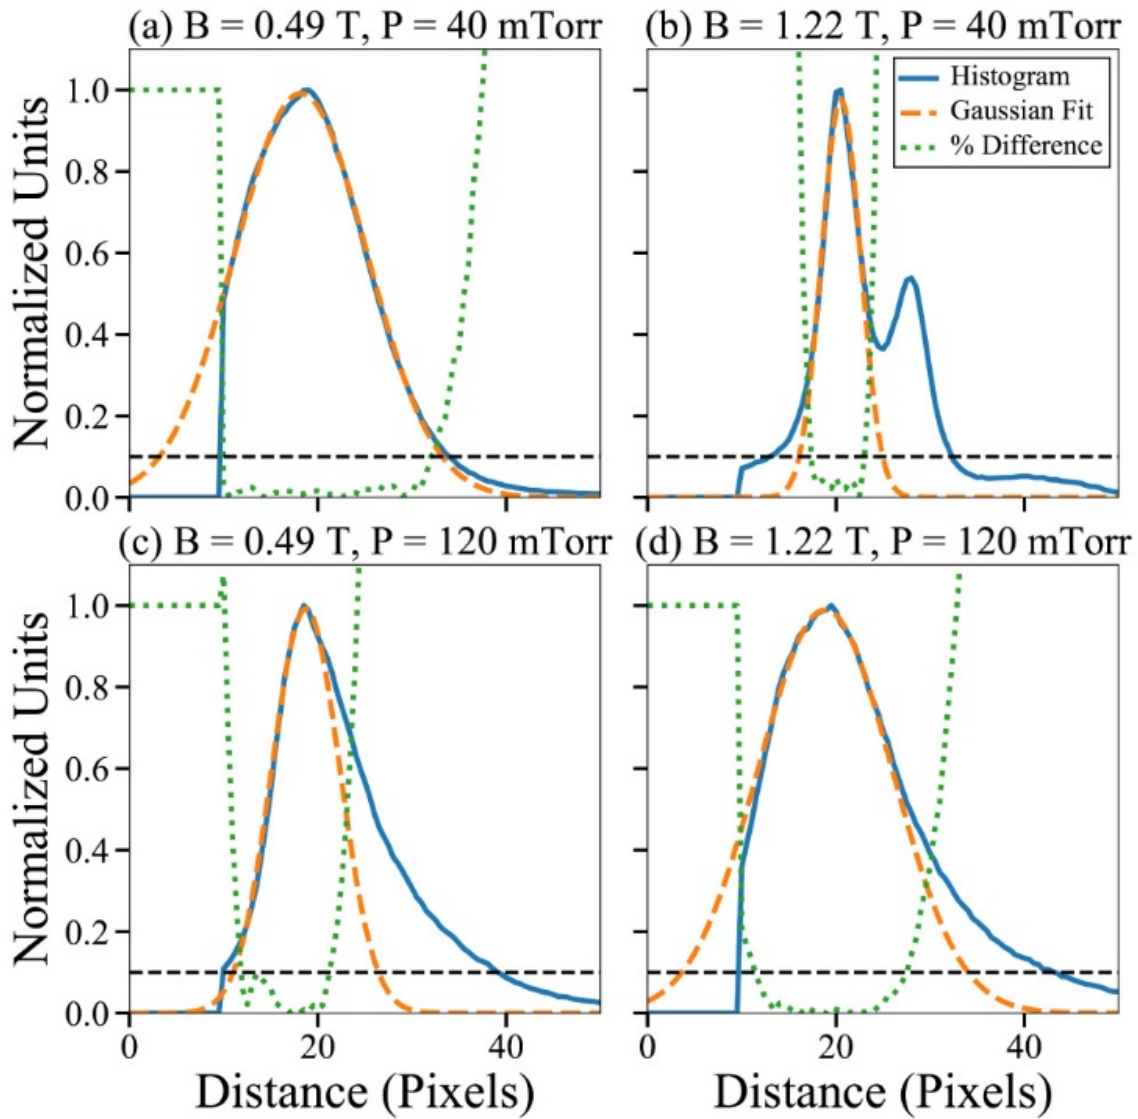 (a) B = 0.49 T, P = 40 mTorr
(b) B = 1.22 T, P = 40 mTorr
Normalized Units
1.0
0.8
0.6
0.4
0.2
0.0
0
20
40
Histogram
Gaussian Fit
% Difference
(c) B = 0.49 T, P = 120 mTorr
(d) B = 1.22 T, P = 120 mTorr
Normalized Units
1.0
0.8
0.6
0.4
0.2
0.0
0
20
40
0
20
40
Distance (Pixels)
Distance (Pixels)